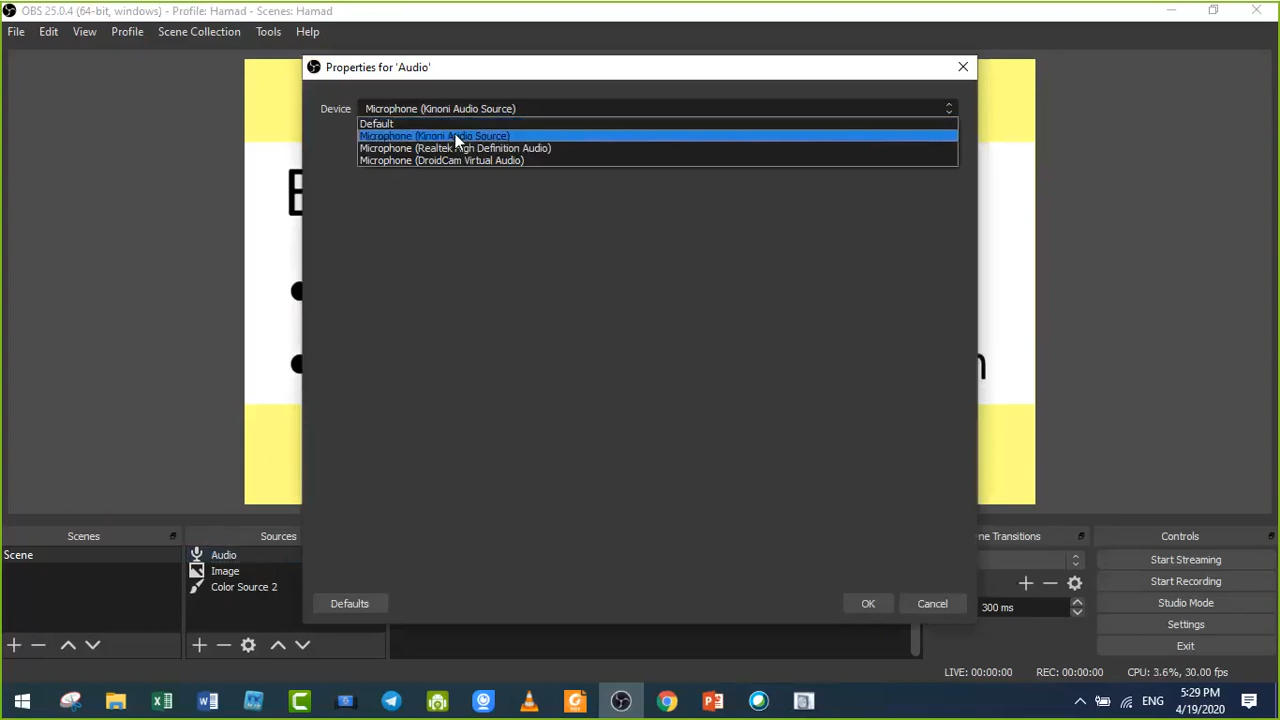 OBS 25.0.4 (64-bit, windows) - Profile: Hamad - Scenes: Hamad
File Edit View Profile Scene Collection Tools Help
Properties for 'Audio'
Device Microphone (Kinoni Audio Source)
Default
Microphone (Kinoni Audio Source)
Microphone (Realtek High Definition Audio)
Microphone (DroidCam Virtual Audio)
Scenes
Sources
ne Transitions
Controls
Scene
Audio
Image
Color Source 2
300 ms
Start Streaming
Start Recording
Studio Mode
Settings
Exit
Defaults
OK
Cancel
LIVE: 00:00:00 REC: 00:00:00 CPU: 3.6%, 30.00 fps
ENG
5:29 PM
4/19/2020